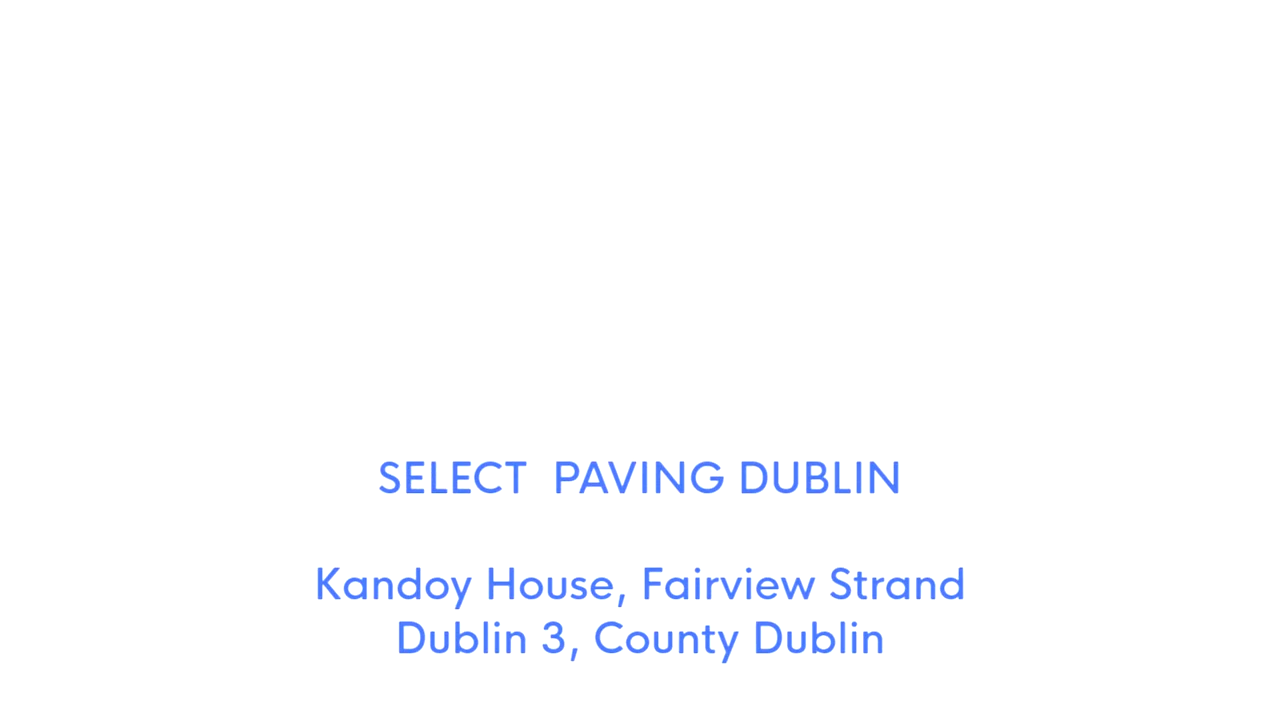 SELECT  PAVING DUBLIN
Kandoy House, Fairview Strand
Dublin 3, County Dublin